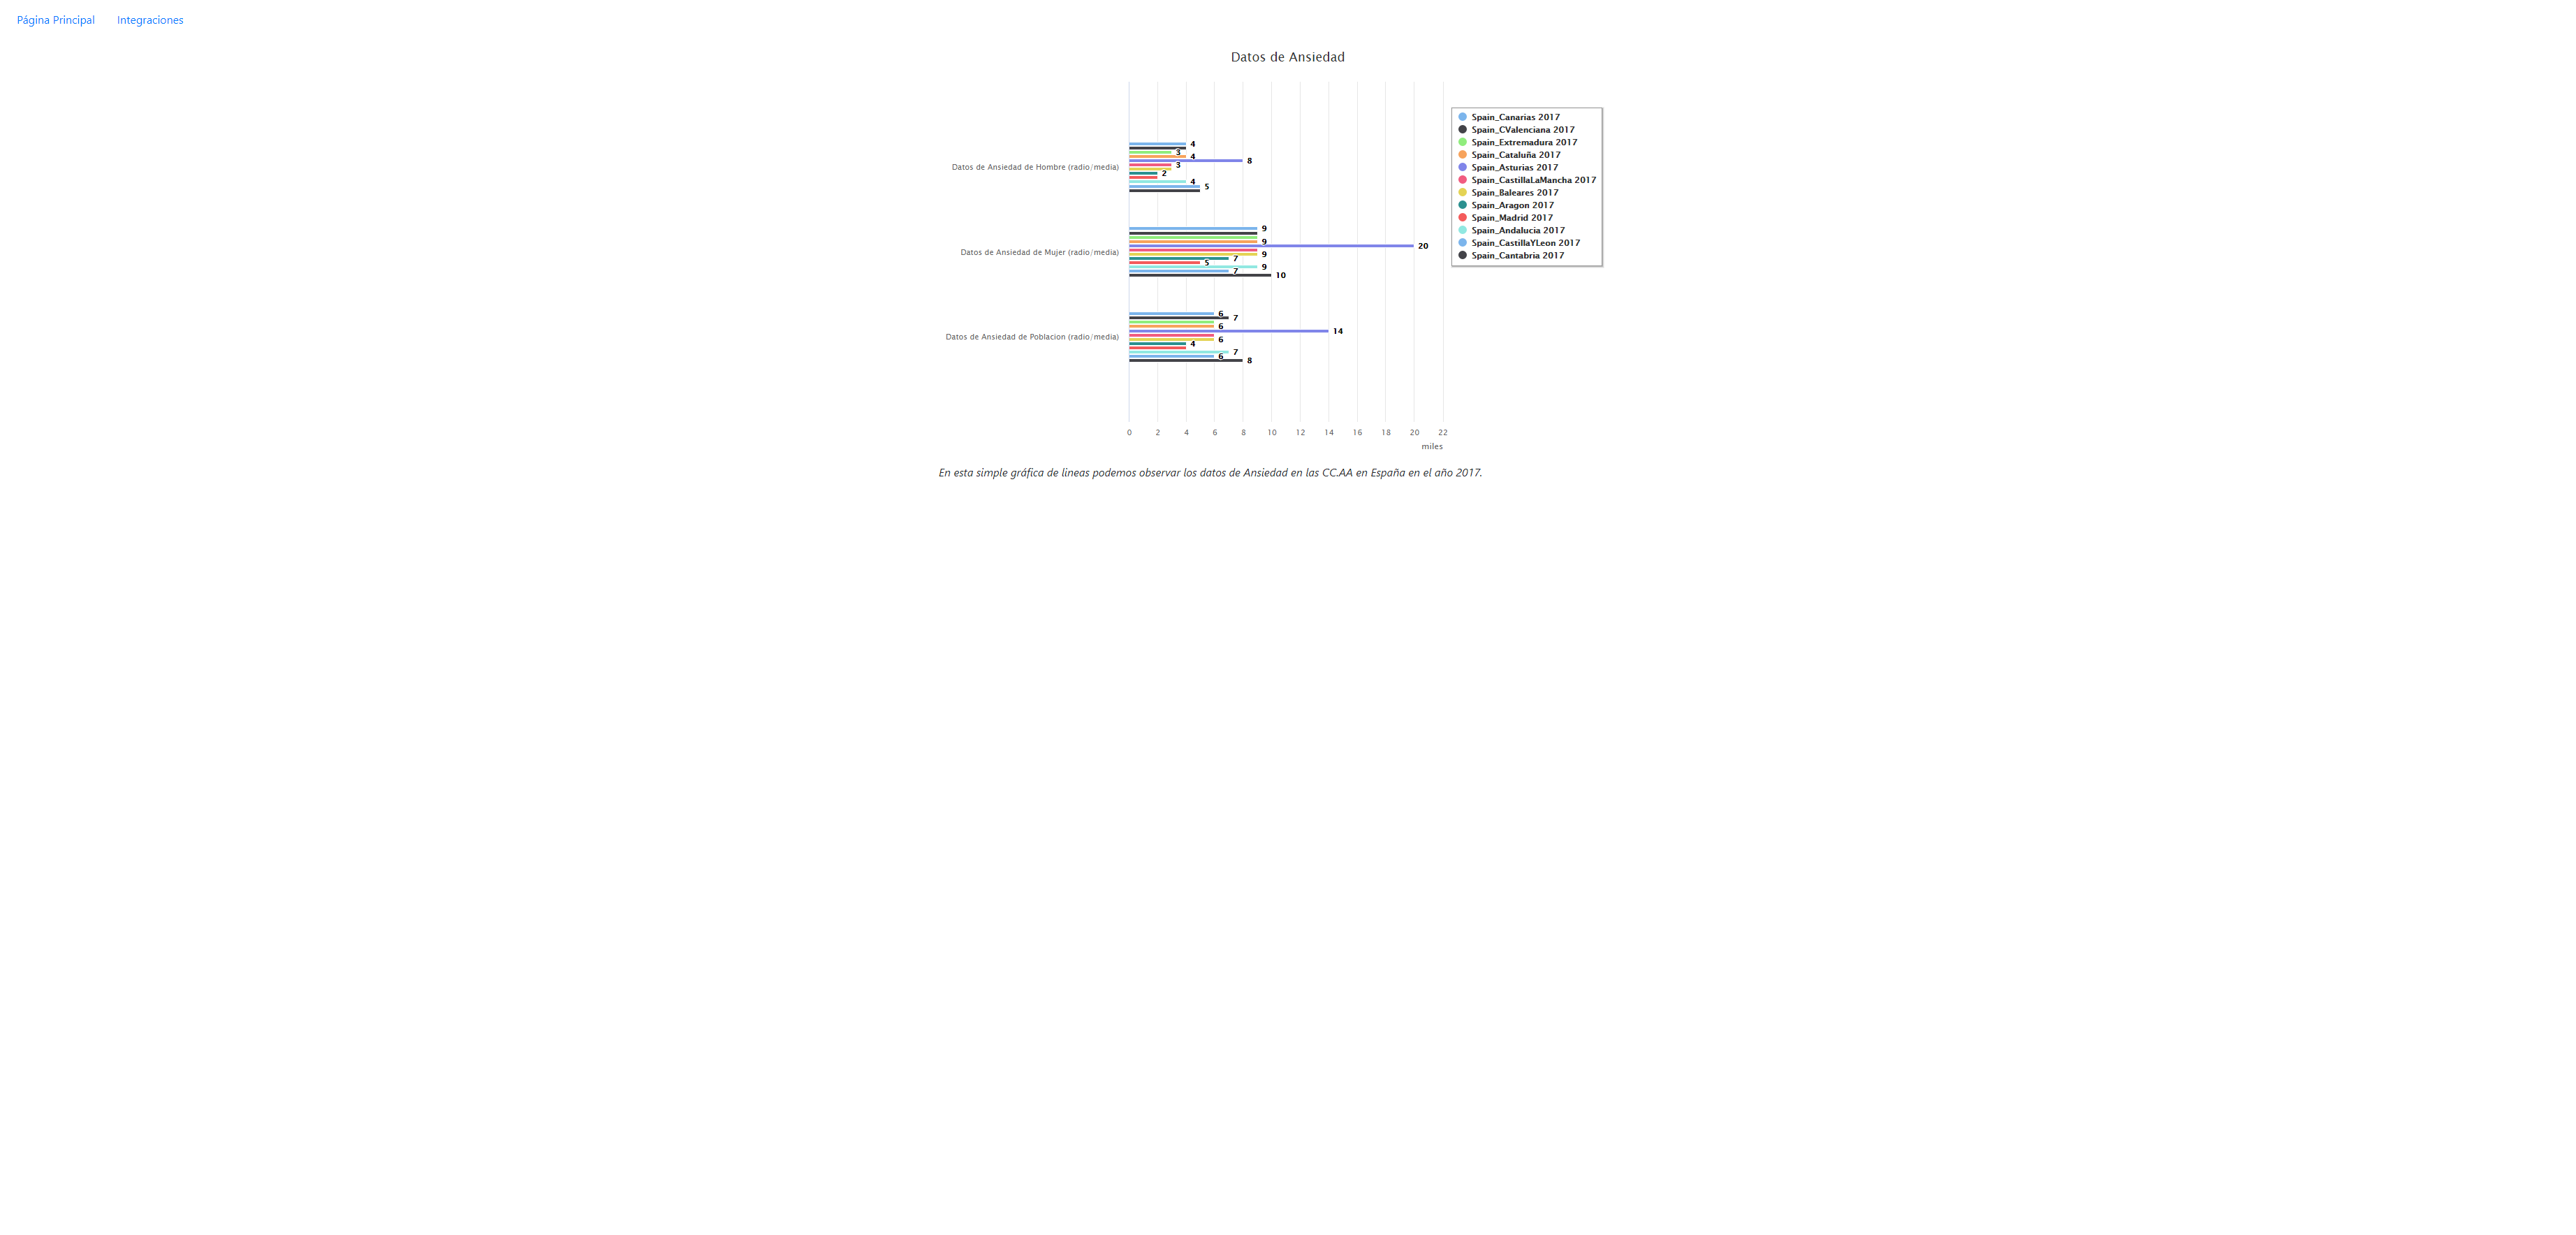 Página Principal Integraciones
Datos de Ansiedad
Datos de Ansiedad de Hombre (radio/media)
4
3
4
8
3
2
4
5
Datos de Ansiedad de Mujer (radio/media)
9
9
20
9
7
5
9
7
10
Datos de Ansiedad de Poblacion (radio/media)
6
7
6
14
6
4
7
6
8
0 2 4 6 8 10 12 14 16 18 20 22
miles
Spain_Canarias 2017
Spain_CValenciana 2017
Spain_Extremadura 2017
Spain_Cataluña 2017
Spain_Asturias 2017
Spain_CastillaLaMancha 2017
Spain_Baleares 2017
Spain_Aragon 2017
Spain_Madrid 2017
Spain_Andalucia 2017
Spain_CastillaYLeon 2017
Spain_Cantabria 2017
En esta simple gráfica de lineas podemos observar los datos de Ansiedad en las CC.AA en España en el año 2017.